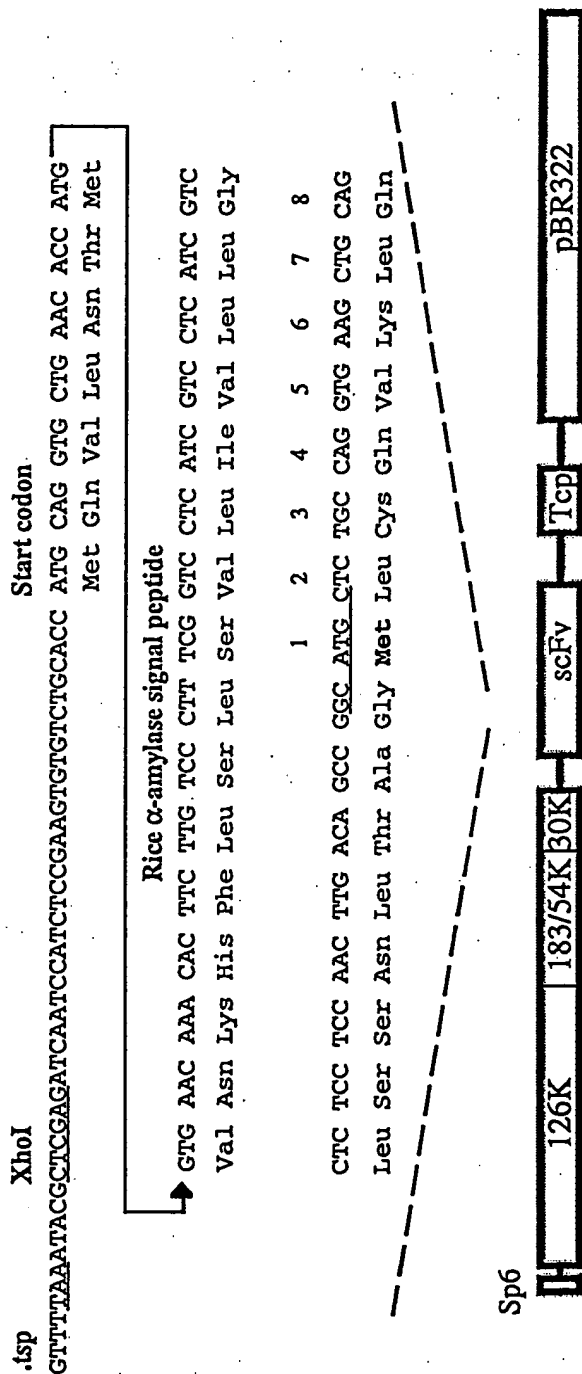 .tsp XhoI Start codon
GTTTTAAATACGCTCGAGATCAATCCATCTCCGAAGTGTGTCTGCACC ATG CAG GTG CTG AAC ACC ATG
Met Gln Val Leu Asn Thr Met
Rice α-amylase signal peptide
GTG AAC AAA CAC TTC TTG TCC CTT TCG GTC CTC ATC GTC CTC ATC GTC
Val Asn Lys His Phe Leu Ser Leu Ser Val Leu Ile Val Leu Leu Gly
1 2 3 4 5 6 7 8
CTC TCC TCC AAC TTG ACA GCC GGC ATG CTC TGC CAG GTG AAG CTG CAG
Leu Ser Ser Asn Leu Thr Ala Gly Met Leu Cys Gln Val Lys Leu Gln
Sp6
126K 183/54K 30K scFv Tcp pBR322